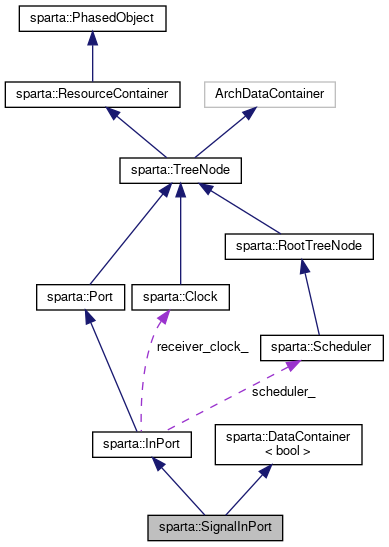 sparta::PhasedObject
sparta::ResourceContainer
ArchDataContainer
sparta::TreeNode
sparta::RootTreeNode
sparta::Port
sparta::Clock
receiver_clock_
sparta::Scheduler
scheduler_
sparta::InPort
sparta::DataContainer
< bool >
sparta::SignalInPort